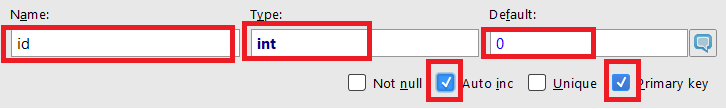 Name: Type: Default:
id int 0
Not null Auto inc Unique Primary key